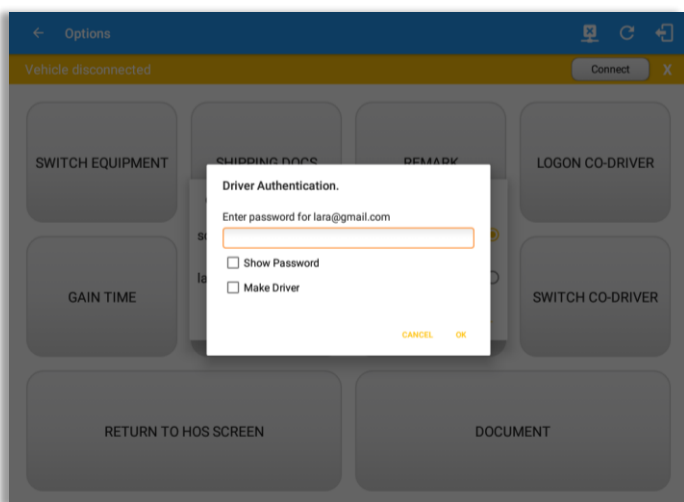 Options
Vehicle disconnected
Connect
X
SWITCH EQUIPMENT
SHIPPING DOCS
REMARK
LOGON CO-DRIVER
Driver Authentication.
Enter password for lara@gmail.com
Show Password
Make Driver
CANCEL OK
GAIN TIME
SWITCH CO-DRIVER
RETURN TO HOS SCREEN
DOCUMENT